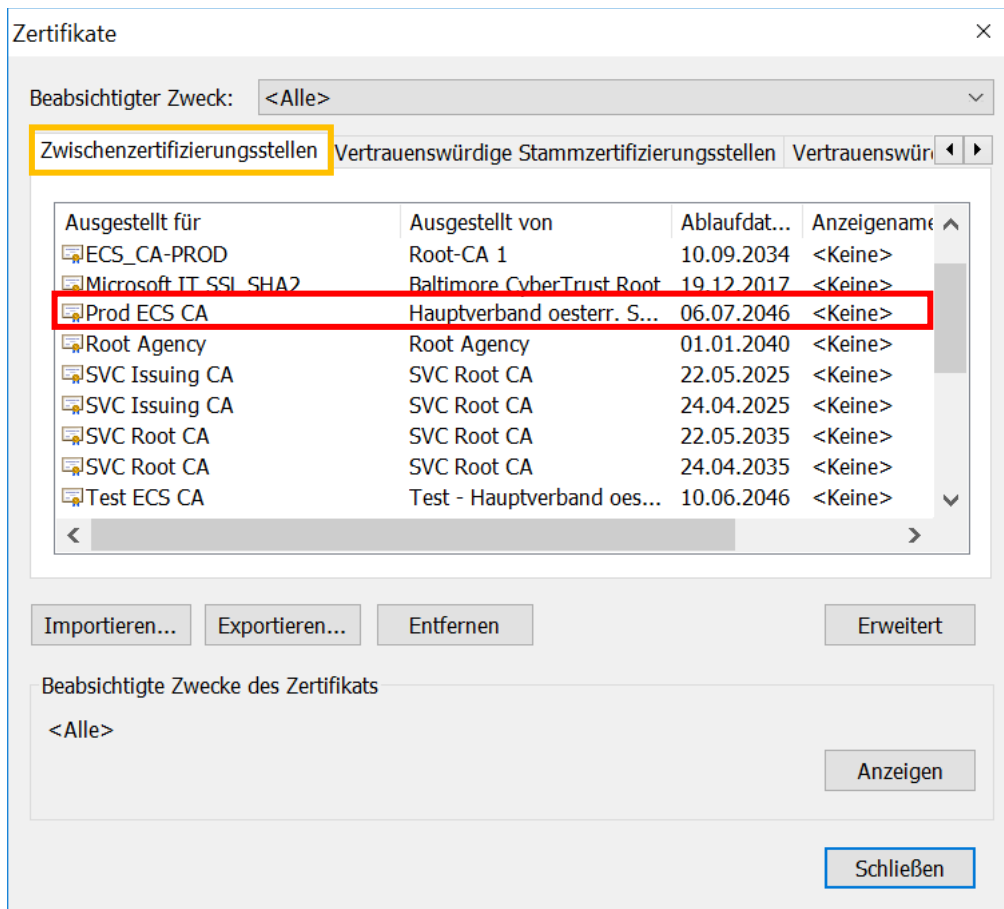 Zertifikate
Beabsichtigter Zweck: <Alle>
Zwischenzertifizierungsstellen Vertrauenswürdige Stammzertifizierungsstellen Vertrauenswür
Ausgestellt für Ausgestellt von Ablaufdat... Anzeigename
ECS_CA-PROD Root-CA 1 10.09.2034 <Keine>
Microsoft IT SSL SHA2 Baltimore CyberTrust Root 19.12.2017 <Keine>
Prod ECS CA Hauptverband oesterr. S... 06.07.2046 <Keine>
Root Agency Root Agency 01.01.2040 <Keine>
SVC Issuing CA SVC Root CA 22.05.2025 <Keine>
SVC Issuing CA SVC Root CA 24.04.2025 <Keine>
SVC Root CA SVC Root CA 22.05.2035 <Keine>
SVC Root CA SVC Root CA 24.04.2035 <Keine>
Test ECS CA Test - Hauptverband oes... 10.06.2046 <Keine>
Importieren... Exportieren... Entfernen Erweitert
Beabsichtigte Zwecke des Zertifikats
<Alle>
Anzeigen
Schließen